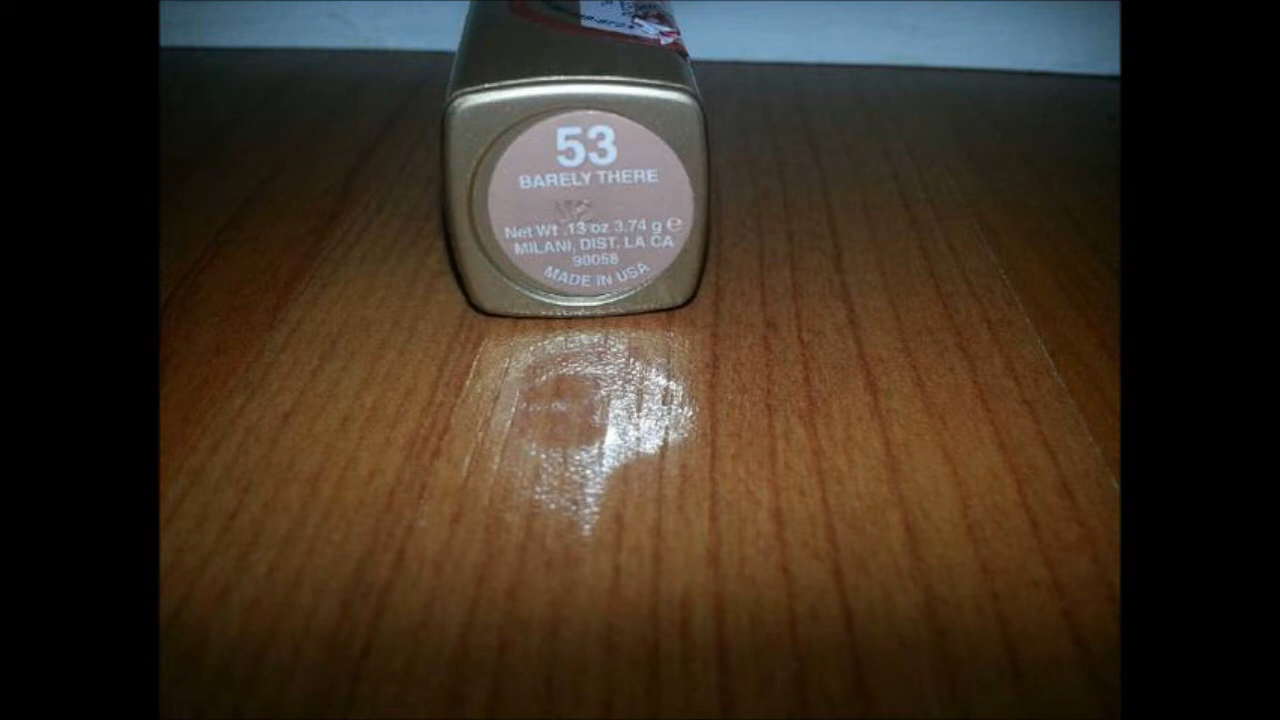 53
BARELY THERE
Net Wt .13 oz 3.74 g ℮
MILANI, DIST. LA CA
90058
MADE IN USA